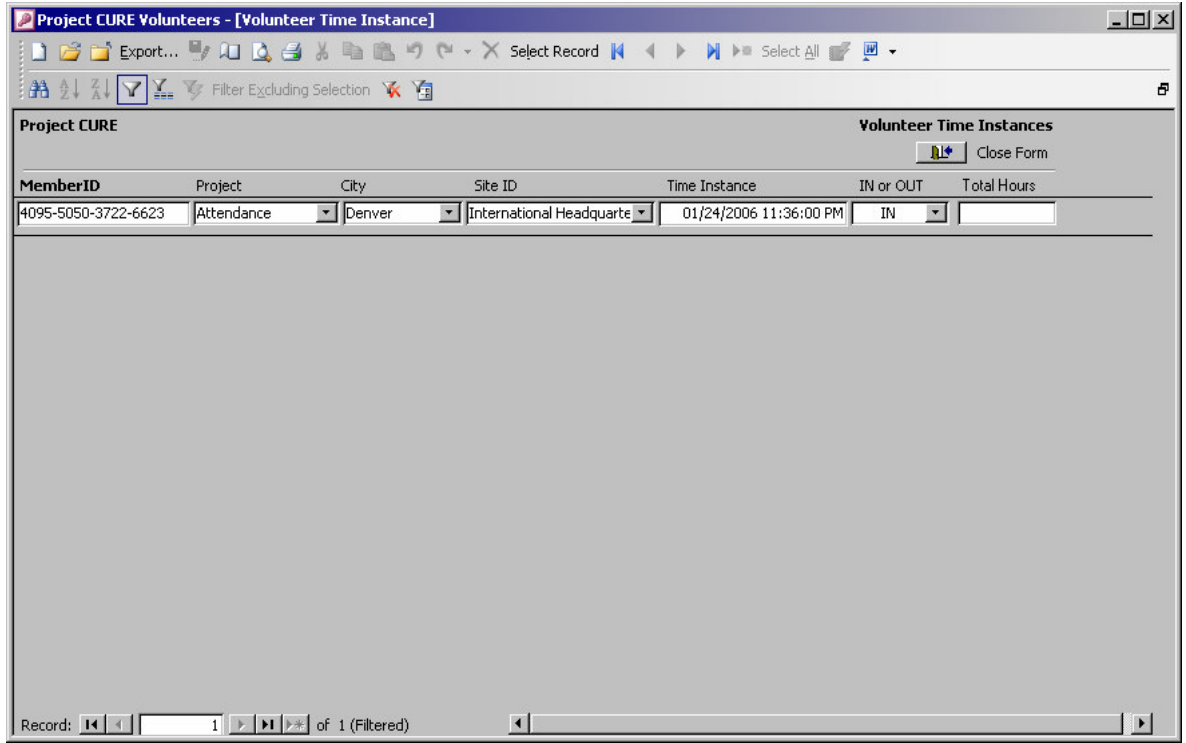 Project CURE Volunteers - [Volunteer Time Instance]
Export... Select Record Select All
Filter Excluding Selection
Project CURE Volunteer Time Instances
Close Form
MemberID Project City Site ID Time Instance IN or OUT Total Hours
4095-5050-3722-6623 Attendance Denver International Headquarte 01/24/2006 11:36:00 PM IN
Record: 1 of 1 (Filtered)